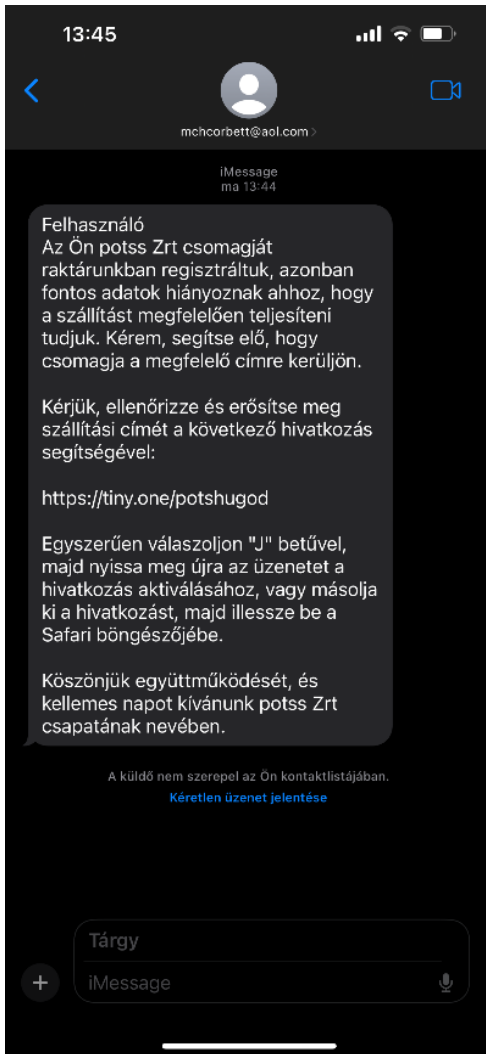 13:45
mchcorbett@aol.com
iMessage
ma 13:44
Felhasználó
Az Ön potss Zrt csomagját
raktárunkban regisztráltuk, azonban
fontos adatok hiányoznak ahhoz, hogy
a szállítást megfelelően teljesíteni
tudjuk. Kérem, segítse elő, hogy
csomagja a megfelelő címre kerüljön.
Kérjük, ellenőrizze és erősítse meg
szállítási címét a következő hivatkozás
segítségével:
https://tiny.one/potshugod
Egyszerűen válaszoljon "J" betűvel,
majd nyissa meg újra az üzenetet a
hivatkozás aktiválásához, vagy másolja
ki a hivatkozást, majd illessze be a
Safari böngészőjébe.
Köszönjük együttműködését, és
kellemes napot kívánunk potss Zrt
csapatának nevében.
A küldő nem szerepel az Ön kontaktlistájában.
Kéretlen üzenet jelentése
Tárgy
iMessage